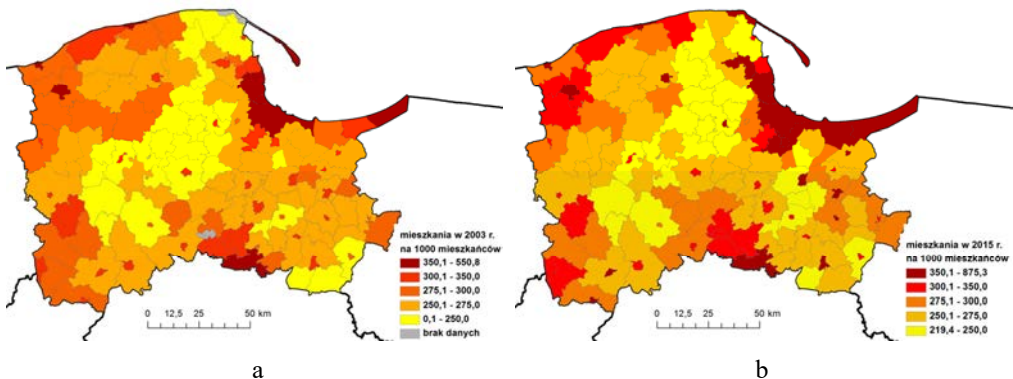 mieszkania w 2003 r.
na 1000 mieszkańców
350,1 - 550,8
300,1 - 350,0
275,1 - 300,0
250,1 - 275,0
0,1 - 250,0
brak danych
0 12,5 25 50 km
a
mieszkania w 2015 r.
na 1000 mieszkańców
350,1 - 875,3
300,1 - 350,0
275,1 - 300,0
250,1 - 275,0
219,4 - 250,0
0 12,5 25 50 km
b